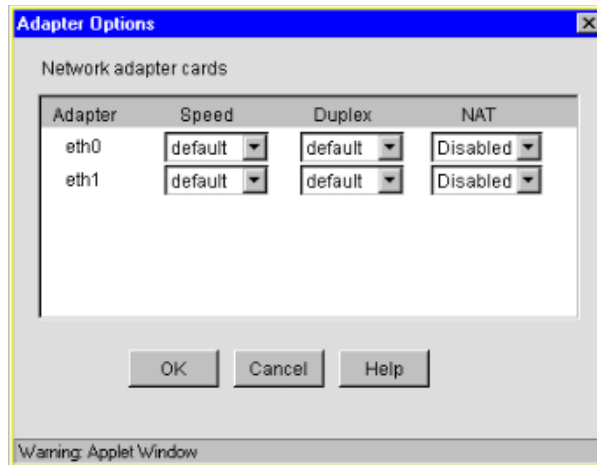 Adapter Options
Network adapter cards
Adapter Speed Duplex NAT
eth0 default default Disabled
eth1 default default Disabled
OK Cancel Help
Warning: Applet Window